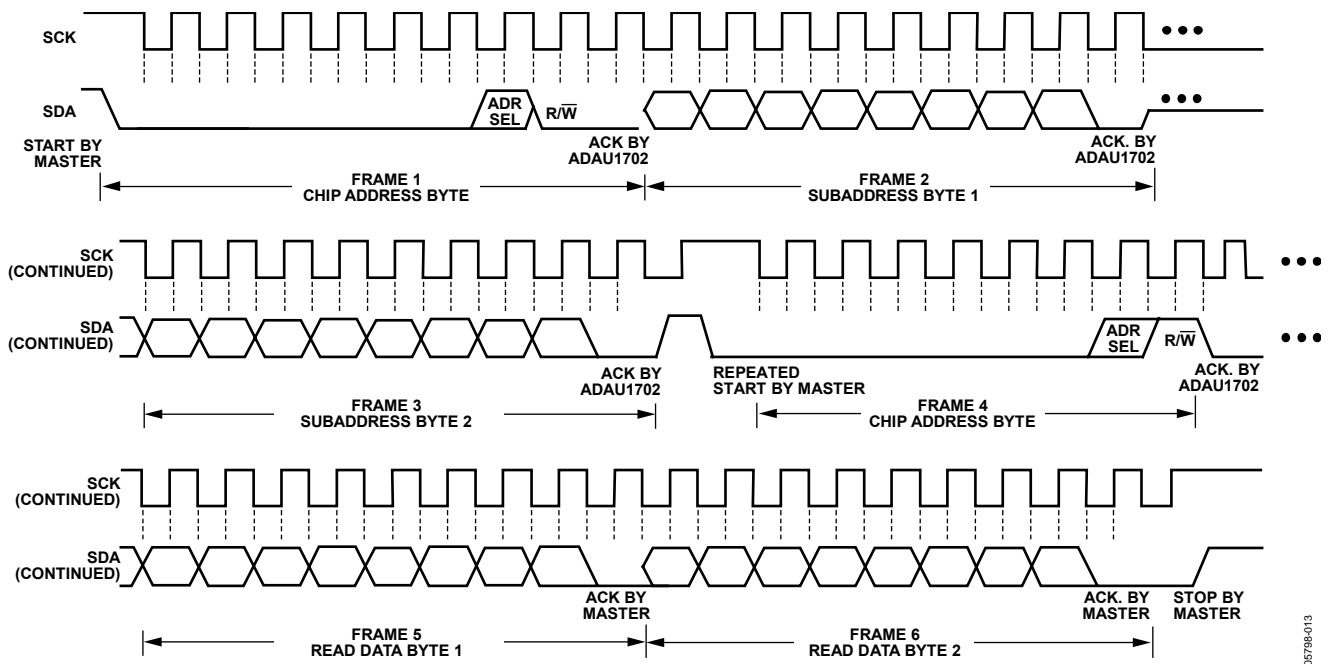 SCK
•••
SDA
ADR
SEL
R/W̅
•••
START BY
MASTER
ACK BY
ADAU1702
ACK. BY
ADAU1702
FRAME 1
CHIP ADDRESS BYTE
FRAME 2
SUBADDRESS BYTE 1
SCK
(CONTINUED)
•••
SDA
(CONTINUED)
ADR
SEL
R/W̅
•••
ACK BY
ADAU1702
REPEATED
START BY MASTER
ACK. BY
ADAU1702
FRAME 3
SUBADDRESS BYTE 2
FRAME 4
CHIP ADDRESS BYTE
SCK
(CONTINUED)
SDA
(CONTINUED)
ACK BY
MASTER
ACK. BY
MASTER
STOP BY
MASTER
FRAME 5
READ DATA BYTE 1
FRAME 6
READ DATA BYTE 2
05798-013